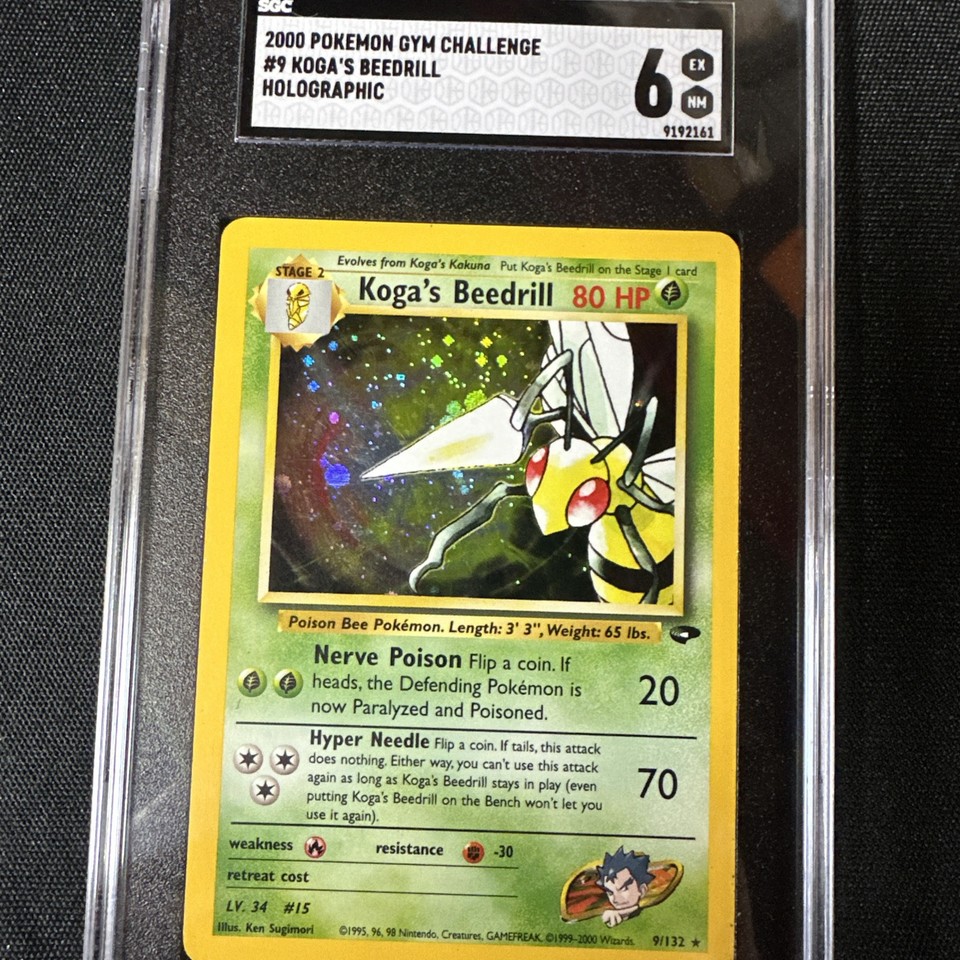 SGC
2000 POKEMON GYM CHALLENGE
#9 KOGA'S BEEDRILL
HOLOGRAPHIC
6
EX
NM
9192161
STAGE 2
Evolves from Koga's Kakuna Put Koga's Beedrill on the Stage 1 card
Koga's Beedrill 80 HP
Poison Bee Pokémon. Length: 3' 3", Weight: 65 lbs.
Nerve Poison Flip a coin. If
heads, the Defending Pokémon is
now Paralyzed and Poisoned.
20
Hyper Needle Flip a coin. If tails, this attack
does nothing. Either way, you can't use this attack
again as long as Koga's Beedrill stays in play (even
putting Koga's Beedrill on the Bench won't let you
use it again).
70
weakness
resistance
-30
retreat cost
LV. 34 #15
Illus. Ken Sugimori
©1995, 96, 98 Nintendo, Creatures, GAMEFREAK. ©1999-2000 Wizards. 9/132 ★